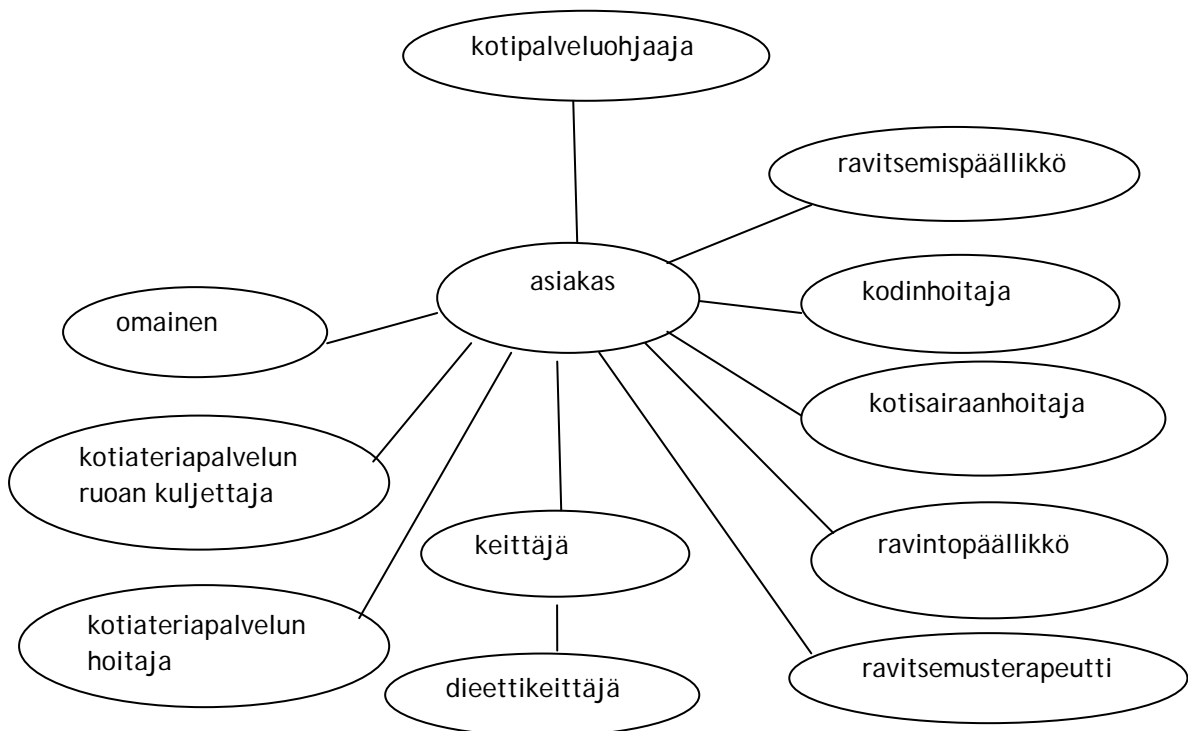 kotipalveluohjaaja
ravitsemispäällikkö
asiakas
kodinhoitaja
omainen
kotisairaanhoitaja
kotiateriapalvelun
ruoan kuljettaja
keittäjä
ravintopäällikkö
kotiateriapalvelun
hoitaja
dieettikeittäjä
ravitsemusterapeutti